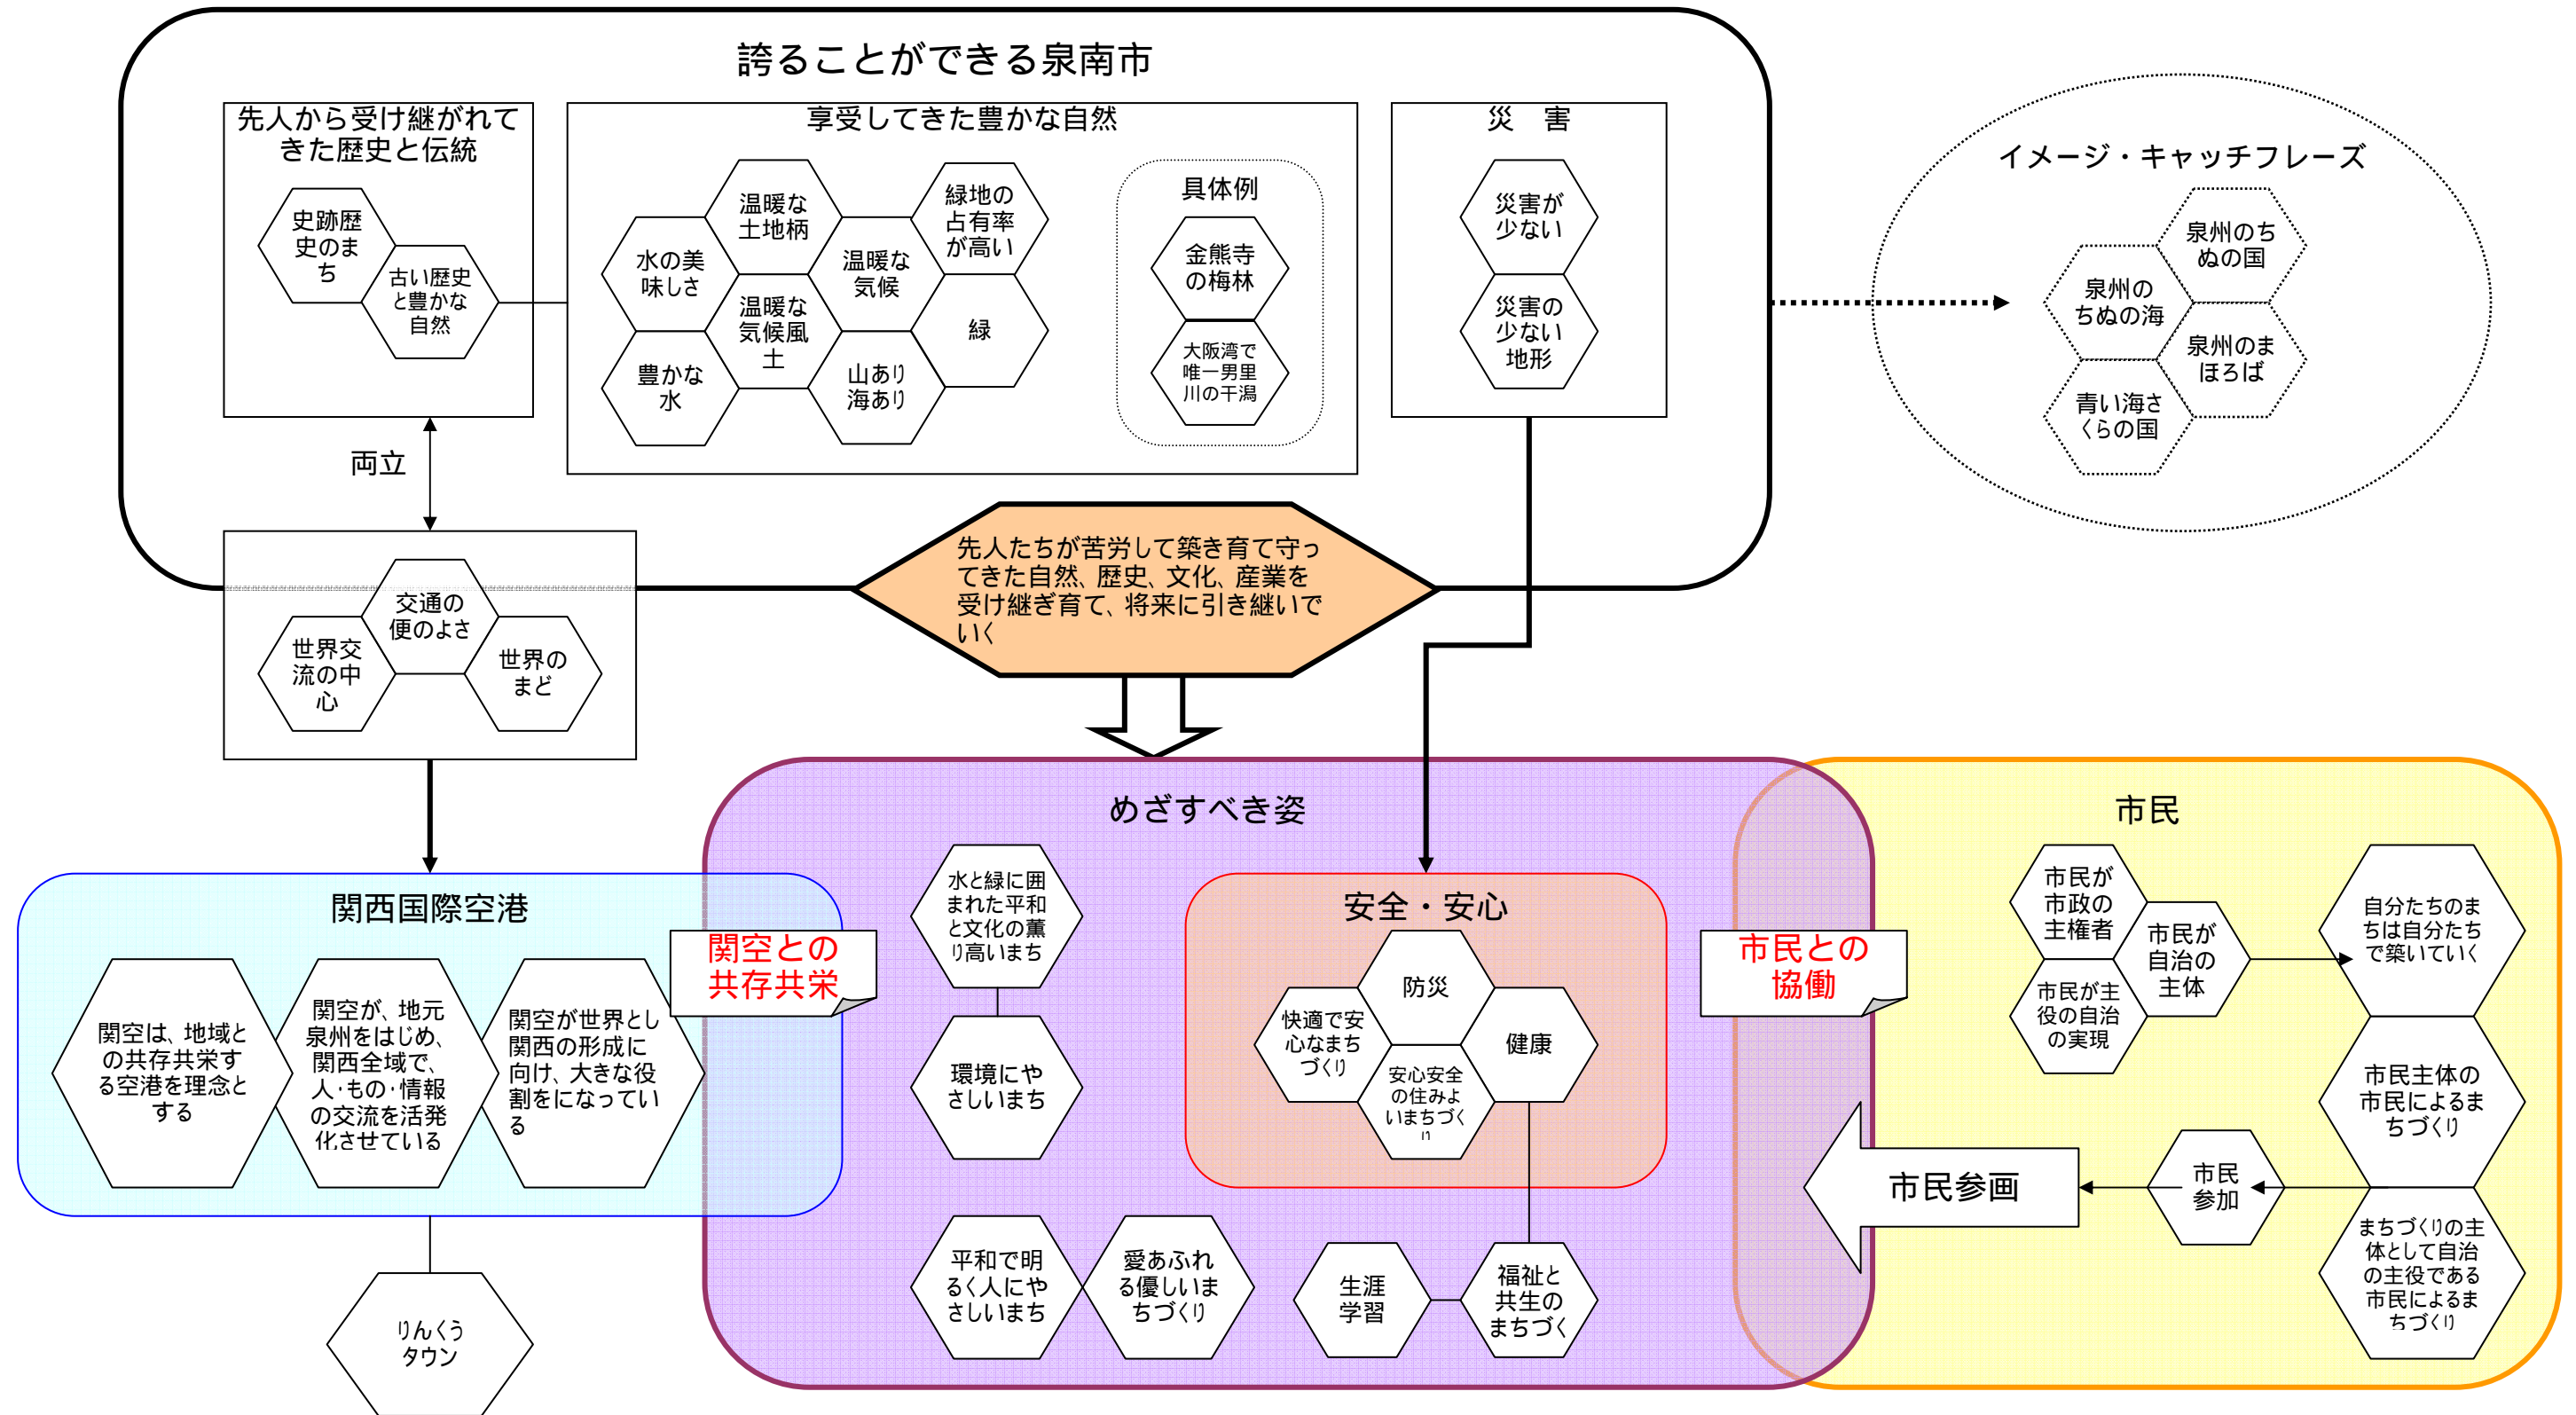 誇ることができる泉南市
先人から受け継がれて
きた歴史と伝統
史跡歴
史のま
ち
古い歴史
と豊かな
自然
享受してきた豊かな自然
水の美
味しさ
豊かな
水
温暖な
土地柄
温暖な
気候風
土
温暖な
気候
山あり
海あり
緑地の
占有率
が高い
緑
具体例
金熊寺
の梅林
大阪湾で
唯一男里
川の干潟
災　害
災害が
少ない
災害の
少ない
地形
イメージ・キャッチフレーズ
泉州のち
ぬの国
泉州の
ちぬの海
泉州のま
ほろば
青い海さ
くらの国
両立
交通の
便のよさ
世界交
流の中
心
世界の
まど
先人たちが苦労して築き育て守っ
てきた自然、歴史、文化、産業を
受け継ぎ育て、将来に引き継いで
いく
関西国際空港
関空は、地域と
の共存共栄す
る空港を理念と
する
関空が、地元
泉州をはじめ、
関西全域で、
人・もの・情報
の交流を活発
化させている
関空が世界とし
関西の形成に
向け、大きな役
割をになってい
る
りんくう
タウン
関空との
共存共栄
めざすべき姿
水と緑に囲
まれた平和
と文化の薫
り高いまち
環境にや
さしいまち
平和で明
るく人にや
さしいまち
愛あふれ
る優しいま
ちづくり
安全・安心
防災
快適で安
心なまち
づくり
健康
安心安全
の住みよ
いまちづく
り
生涯
学習
福祉と
共生の
まちづく
市民との
協働
市民
市民が
市政の
主権者
市民が
自治の
主体
市民が主
役の自治
の実現
自分たちのま
ちは自分たち
で築いていく
市民主体の
市民によるま
ちづくり
まちづくりの主
体として自治
の主役である
市民によるま
ちづくり
市民
参加
市民参画